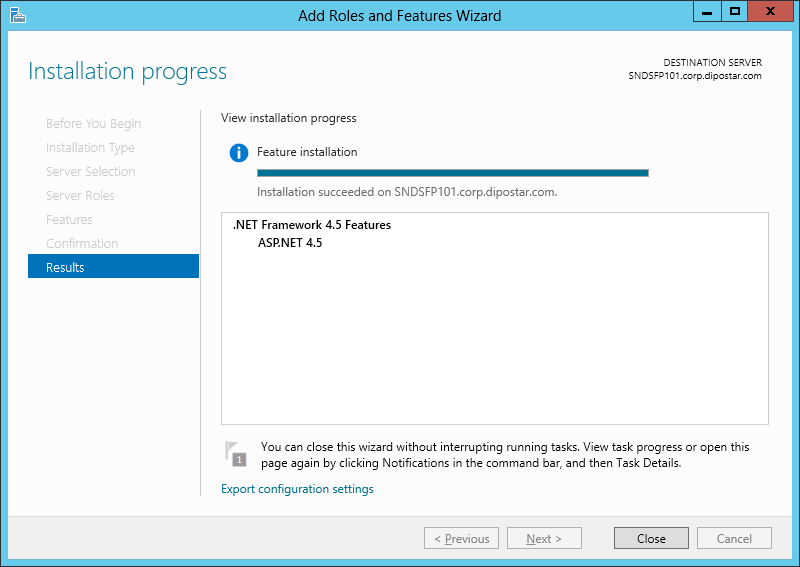 Add Roles and Features Wizard
Installation progress
DESTINATION SERVER
SNDSFP101.corp.dipostar.com
Before You Begin
Installation Type
Server Selection
Server Roles
Features
Confirmation
Results
View installation progress
Feature installation
Installation succeeded on SNDSFP101.corp.dipostar.com.
.NET Framework 4.5 Features
ASP.NET 4.5
1
You can close this wizard without interrupting running tasks. View task progress or open this
page again by clicking Notifications in the command bar, and then Task Details.
Export configuration settings
< Previous
Next >
Close
Cancel